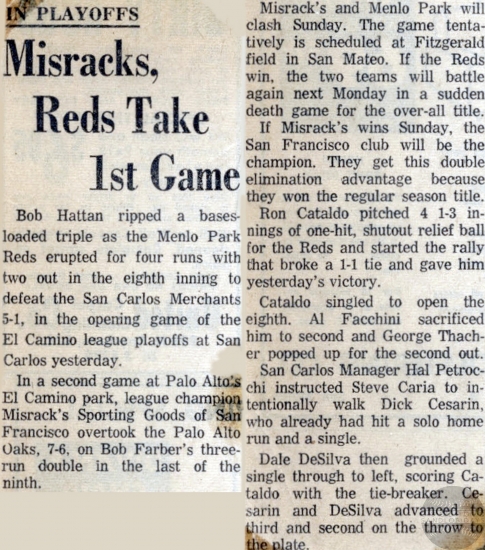 IN PLAYOFFS
Misracks,
Reds Take
1st Game
Bob Hattan ripped a bases-
loaded triple as the Menlo Park
Reds erupted for four runs with
two out in the eighth inning to
defeat the San Carlos Merchants
5-1, in the opening game of the
El Camino league playoffs at San
Carlos yesterday.
In a second game at Palo Alto's
El Camino park, league champion
Misrack's Sporting Goods of San
Francisco overtook the Palo Alto
Oaks, 7-6, on Bob Farber's three-
run double in the last of the
ninth.
Misrack's and Menlo Park will
clash Sunday. The game tenta-
tively is scheduled at Fitzgerald
field in San Mateo. If the Reds
win, the two teams will battle
again next Monday in a sudden
death game for the over-all title.
If Misrack's wins Sunday, the
San Francisco club will be the
champion. They get this double
elimination advantage because
they won the regular season title.
Ron Cataldo pitched 4 1-3 in-
nings of one-hit, shutout relief ball
for the Reds and started the rally
that broke a 1-1 tie and gave him
yesterday's victory.
Cataldo singled to open the
eighth. Al Facchini sacrificed
him to second and George Thach-
er popped up for the second out.
San Carlos Manager Hal Petroc-
chi instructed Steve Caria to in-
tentionally walk Dick Cesarin,
who already had hit a solo home
run and a single.
Dale DeSilva then grounded a
single through to left, scoring Ca-
taldo with the tie-breaker. Ce-
sarin and DeSilva advanced to
third and second on the throw to
the plate.